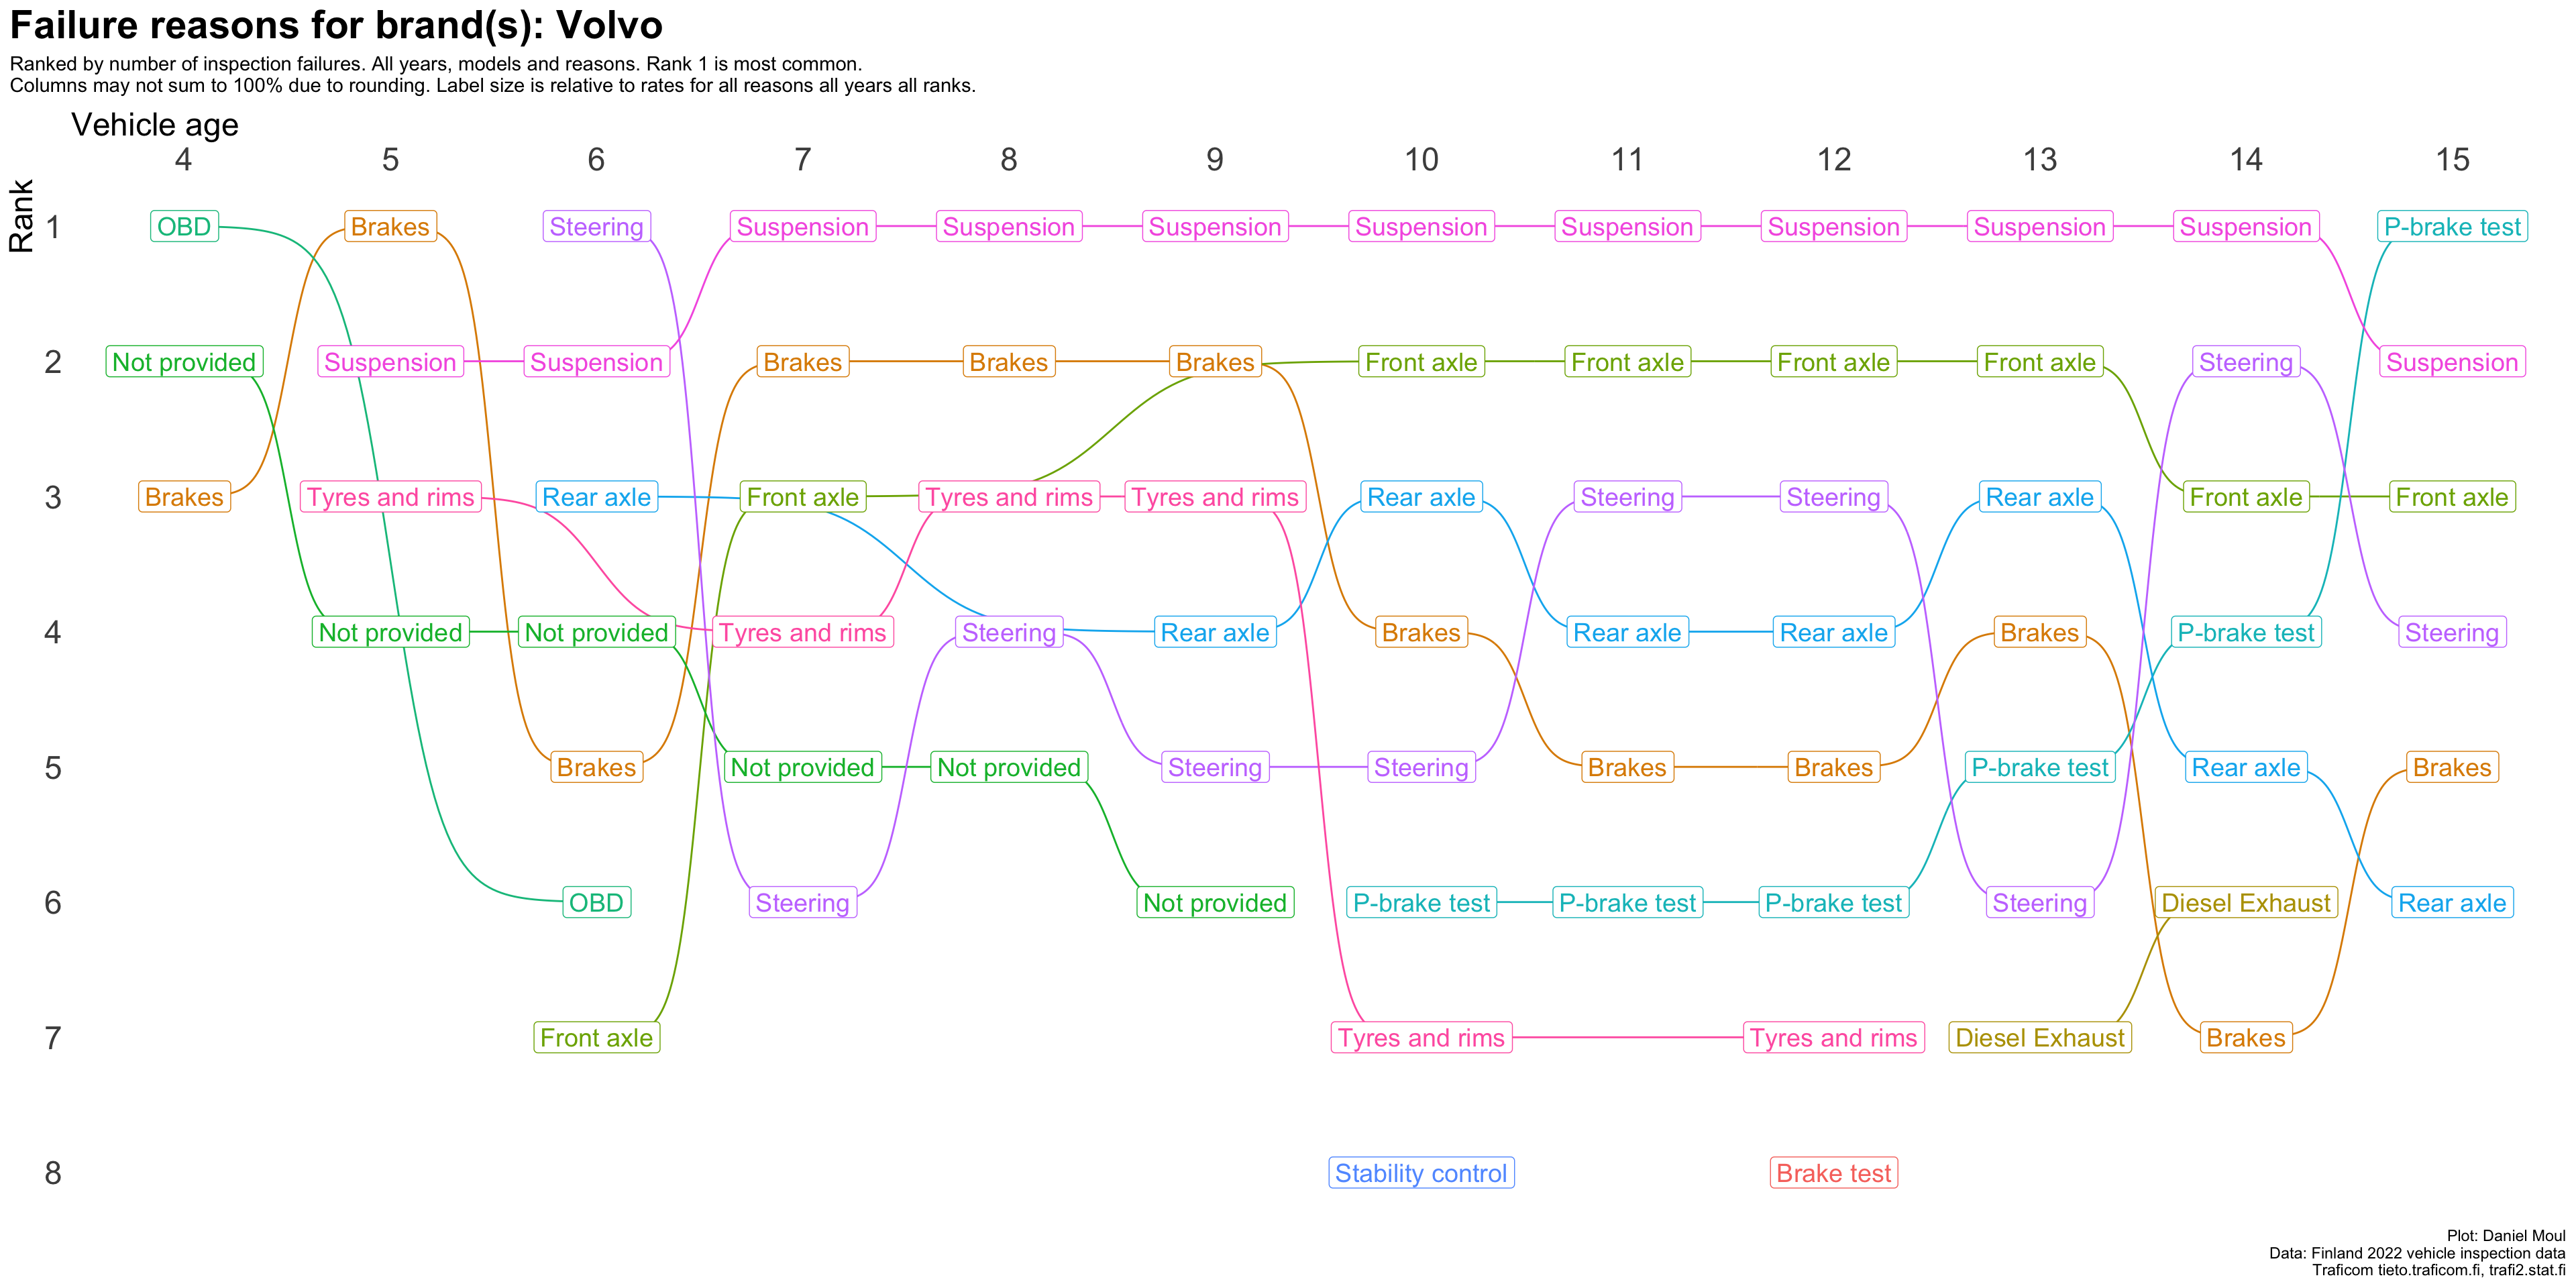 Failure reasons for brand(s): Volvo
Ranked by number of inspection failures. All years, models and reasons. Rank 1 is most common.
Columns may not sum to 100% due to rounding. Label size is relative to rates for all reasons all years all ranks.
Vehicle age
4 5 6 7 8 9 10 11 12 13 14 15
Rank
1 OBD Brakes Steering Suspension Suspension Suspension Suspension Suspension Suspension Suspension Suspension P-brake test
2 Not provided Suspension Suspension Brakes Brakes Brakes Front axle Front axle Front axle Front axle Steering Suspension
3 Brakes Tyres and rims Rear axle Front axle Tyres and rims Tyres and rims Rear axle Steering Steering Rear axle Front axle Front axle
4 Not provided Not provided Tyres and rims Steering Rear axle Brakes Rear axle Rear axle Brakes P-brake test Steering
5 Brakes Not provided Not provided Steering Steering Brakes Brakes P-brake test Rear axle Brakes
6 OBD Steering Not provided P-brake test P-brake test P-brake test Steering Diesel Exhaust Rear axle
7 Front axle Tyres and rims Tyres and rims Diesel Exhaust Brakes
8 Stability control Brake test
Plot: Daniel Moul
Data: Finland 2022 vehicle inspection data
Traficom tieto.traficom.fi, trafi2.stat.fi